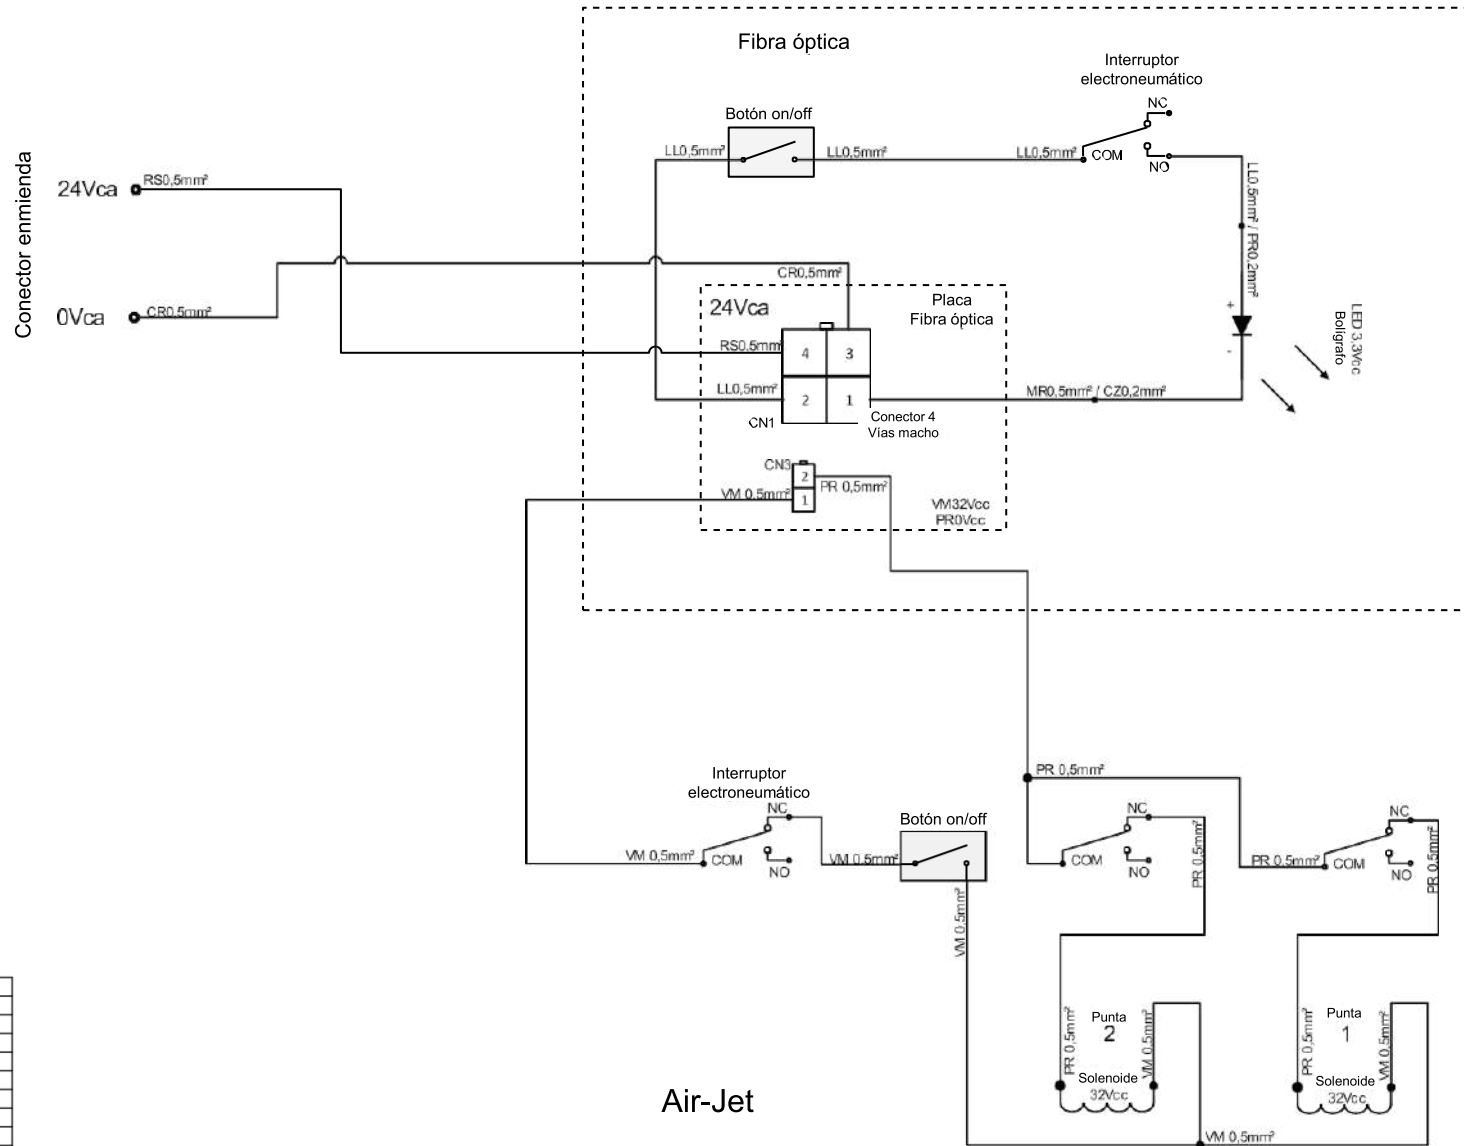 Fibra óptica
Interruptor
electroneumático
NC
Botón on/off
LL0,5mm²
LL0,5mm²
LL0,5mm²
COM
NO
Conector enmienda
24Vca
RS0,5mm²
LL0,5mm² / PR0,2mm²
CR0,5mm²
0Vca
CR0,5mm²
24Vca
Placa
Fibra óptica
+
-
LED 3,3Vcc
Bolígrafo
RS0,5mm²
4
3
LL0,5mm²
2
1
MR0,5mm² / CZ0,2mm²
CN1
Conector 4
Vías macho
CN3
2
PR 0,5mm²
VM 0,5mm²
1
VM32Vcc
PR0Vcc
PR 0,5mm²
Interruptor
electroneumático
NC
Botón on/off
NC
NC
VM 0,5mm²
COM
NO
VM 0,5mm²
COM
NO
PR 0,5mm²
PR 0,5mm²
COM
NO
PR 0,5mm²
VM 0,5mm²
PR 0,5mm²
Punta
2
VM 0,5mm²
Solenoide
32Vcc
PR 0,5mm²
Punta
1
VM 0,5mm²
Solenoide
32Vcc
Air-Jet
VM 0,5mm²